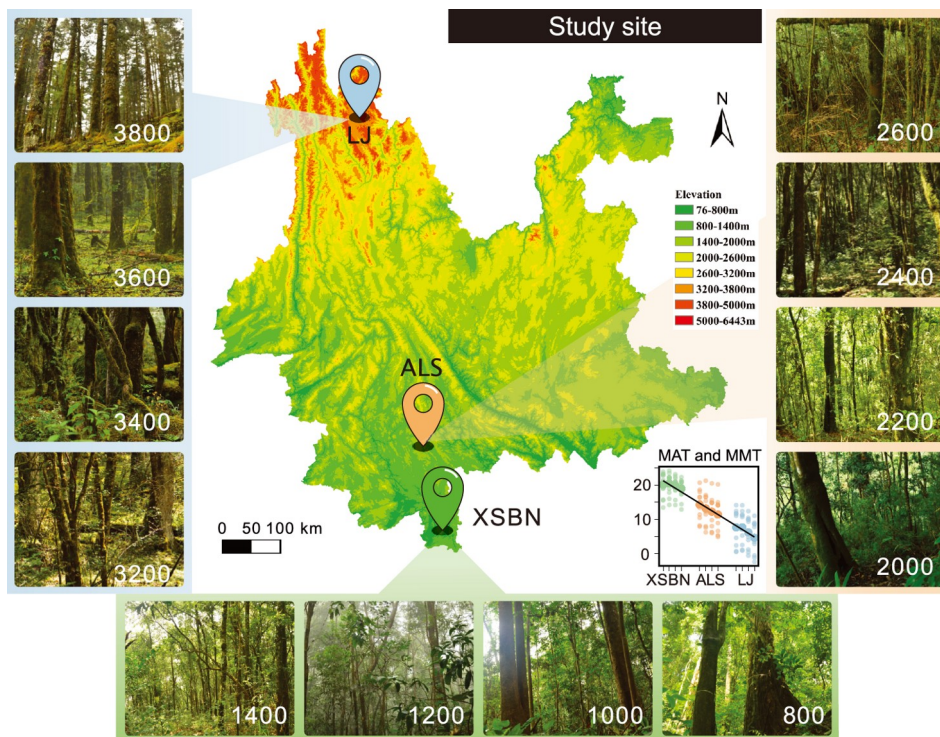 Study site
3800
3600
3400
3200
LJ
ALS
XSBN
N
Elevation
76-800m
800-1400m
1400-2000m
2000-2600m
2600-3200m
3200-3800m
3800-5000m
5000-6443m
0 50 100 km
MAT and MMT
20
10
0
XSBN ALS LJ
2600
2400
2200
2000
1400
1200
1000
800